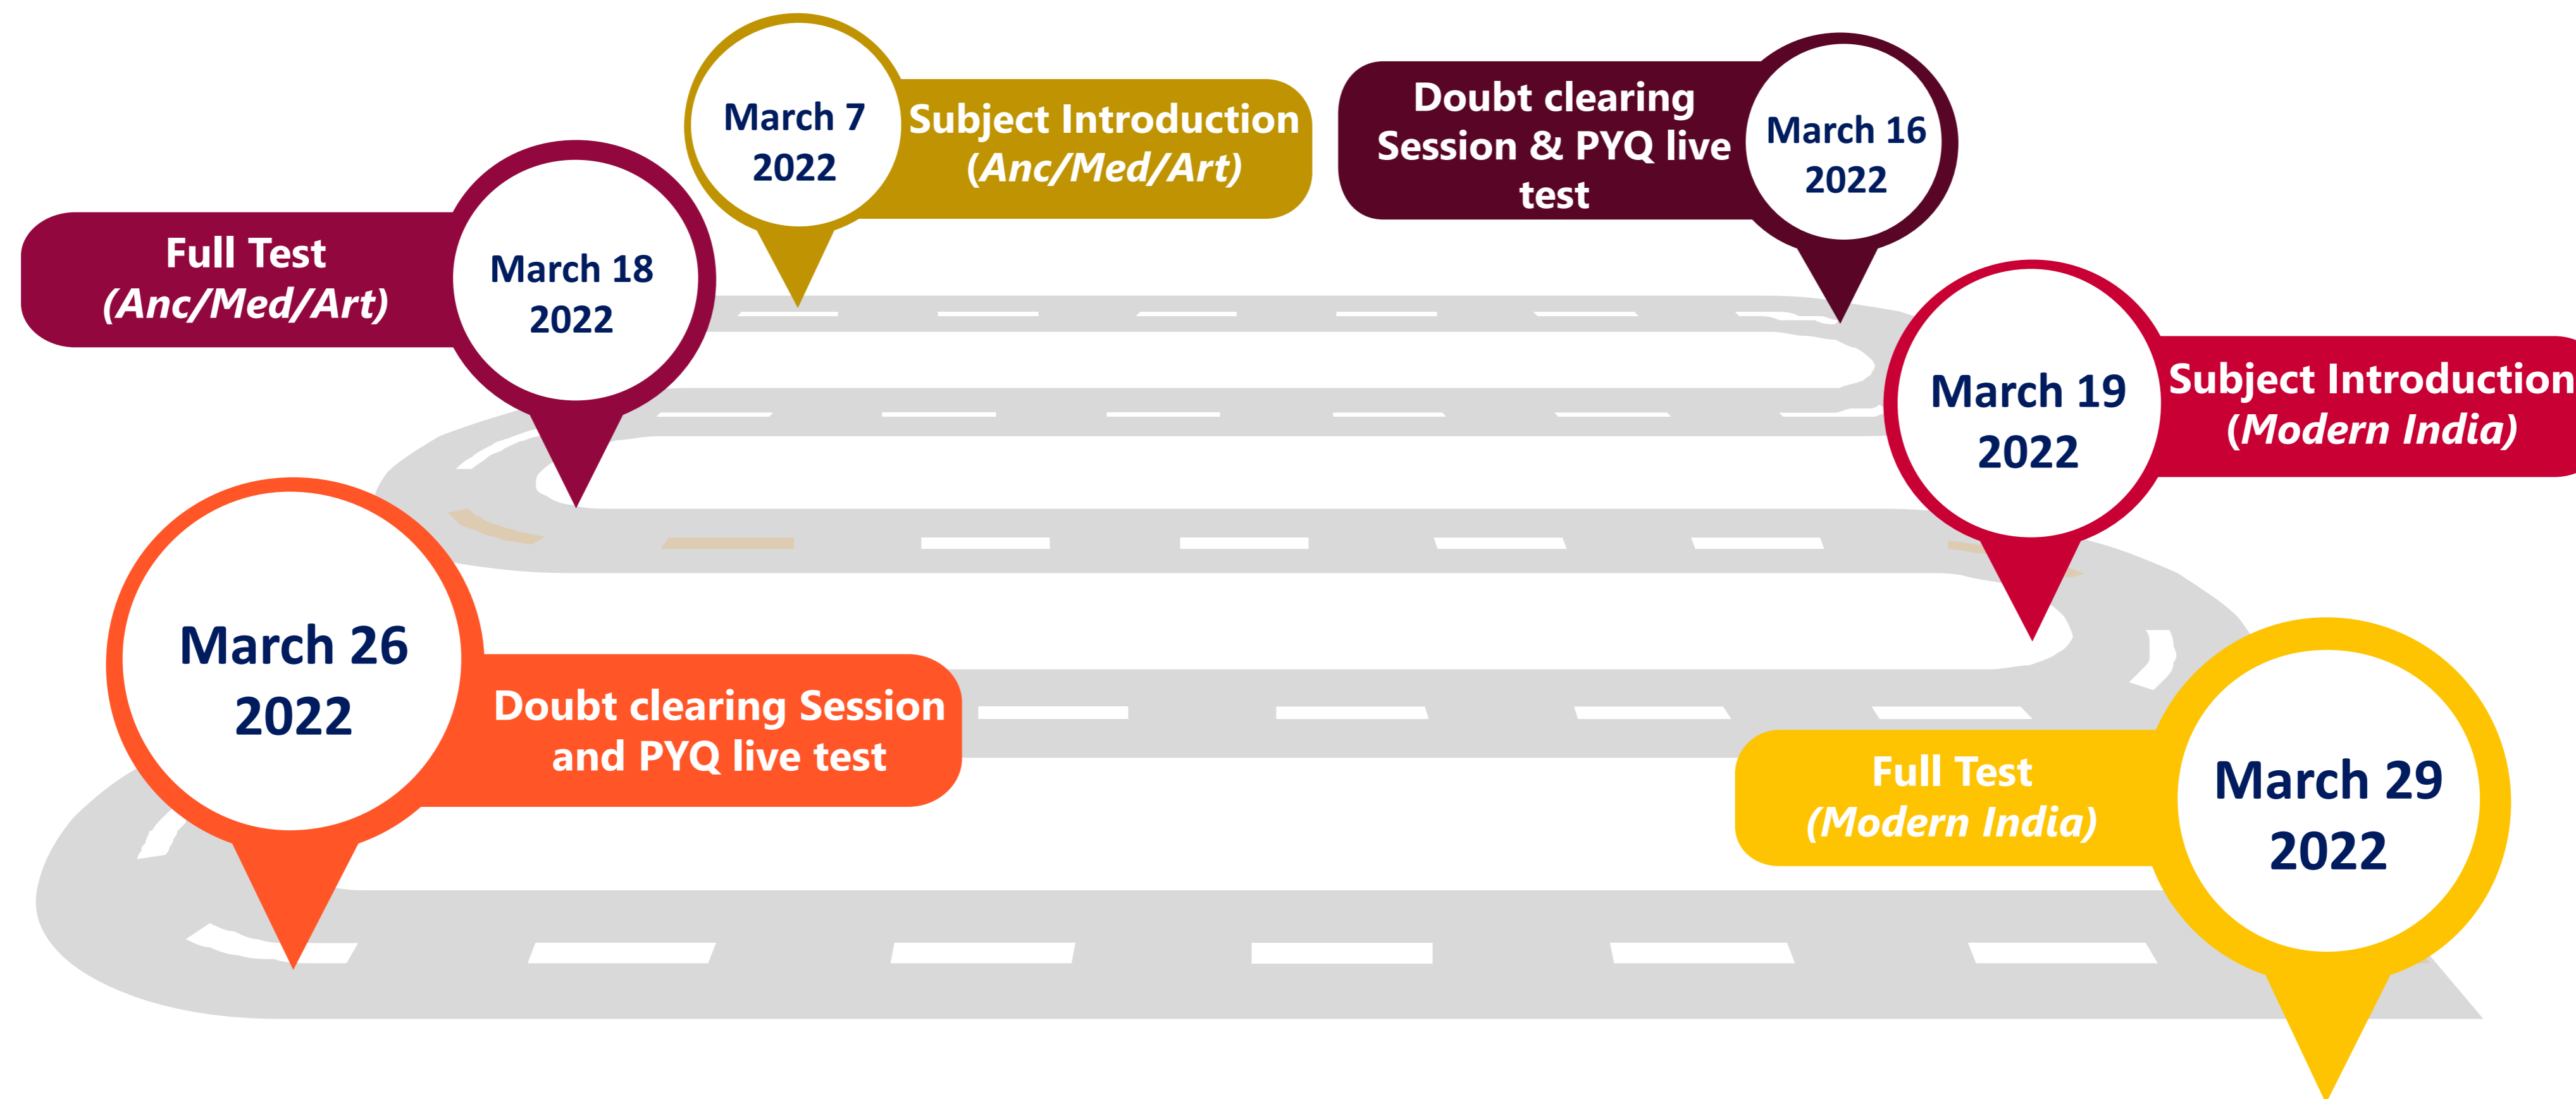 March 7
2022
Subject Introduction
(Anc/Med/Art)
Doubt clearing
Session & PYQ live
test
March 16
2022
Full Test
(Anc/Med/Art)
March 18
2022
March 19
2022
Subject Introduction
(Modern India)
March 26
2022
Doubt clearing Session
and PYQ live test
Full Test
(Modern India)
March 29
2022